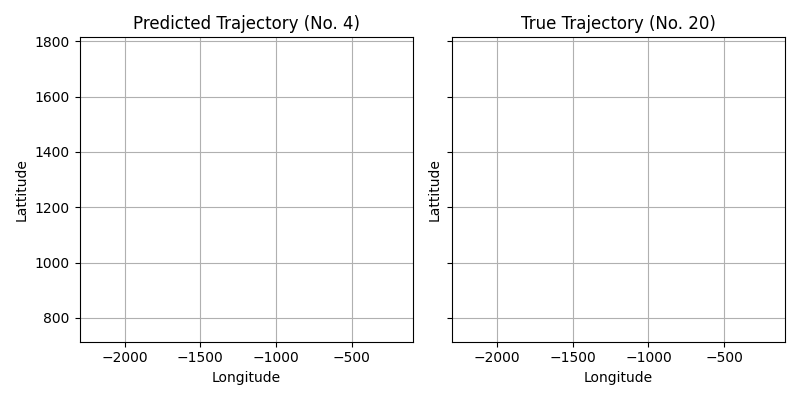 Predicted Trajectory (No. 4)
True Trajectory (No. 20)
1800
1600
1400
1200
1000
800
Lattitude
Lattitude
−2000 −1500 −1000 −500
−2000 −1500 −1000 −500
Longitude
Longitude